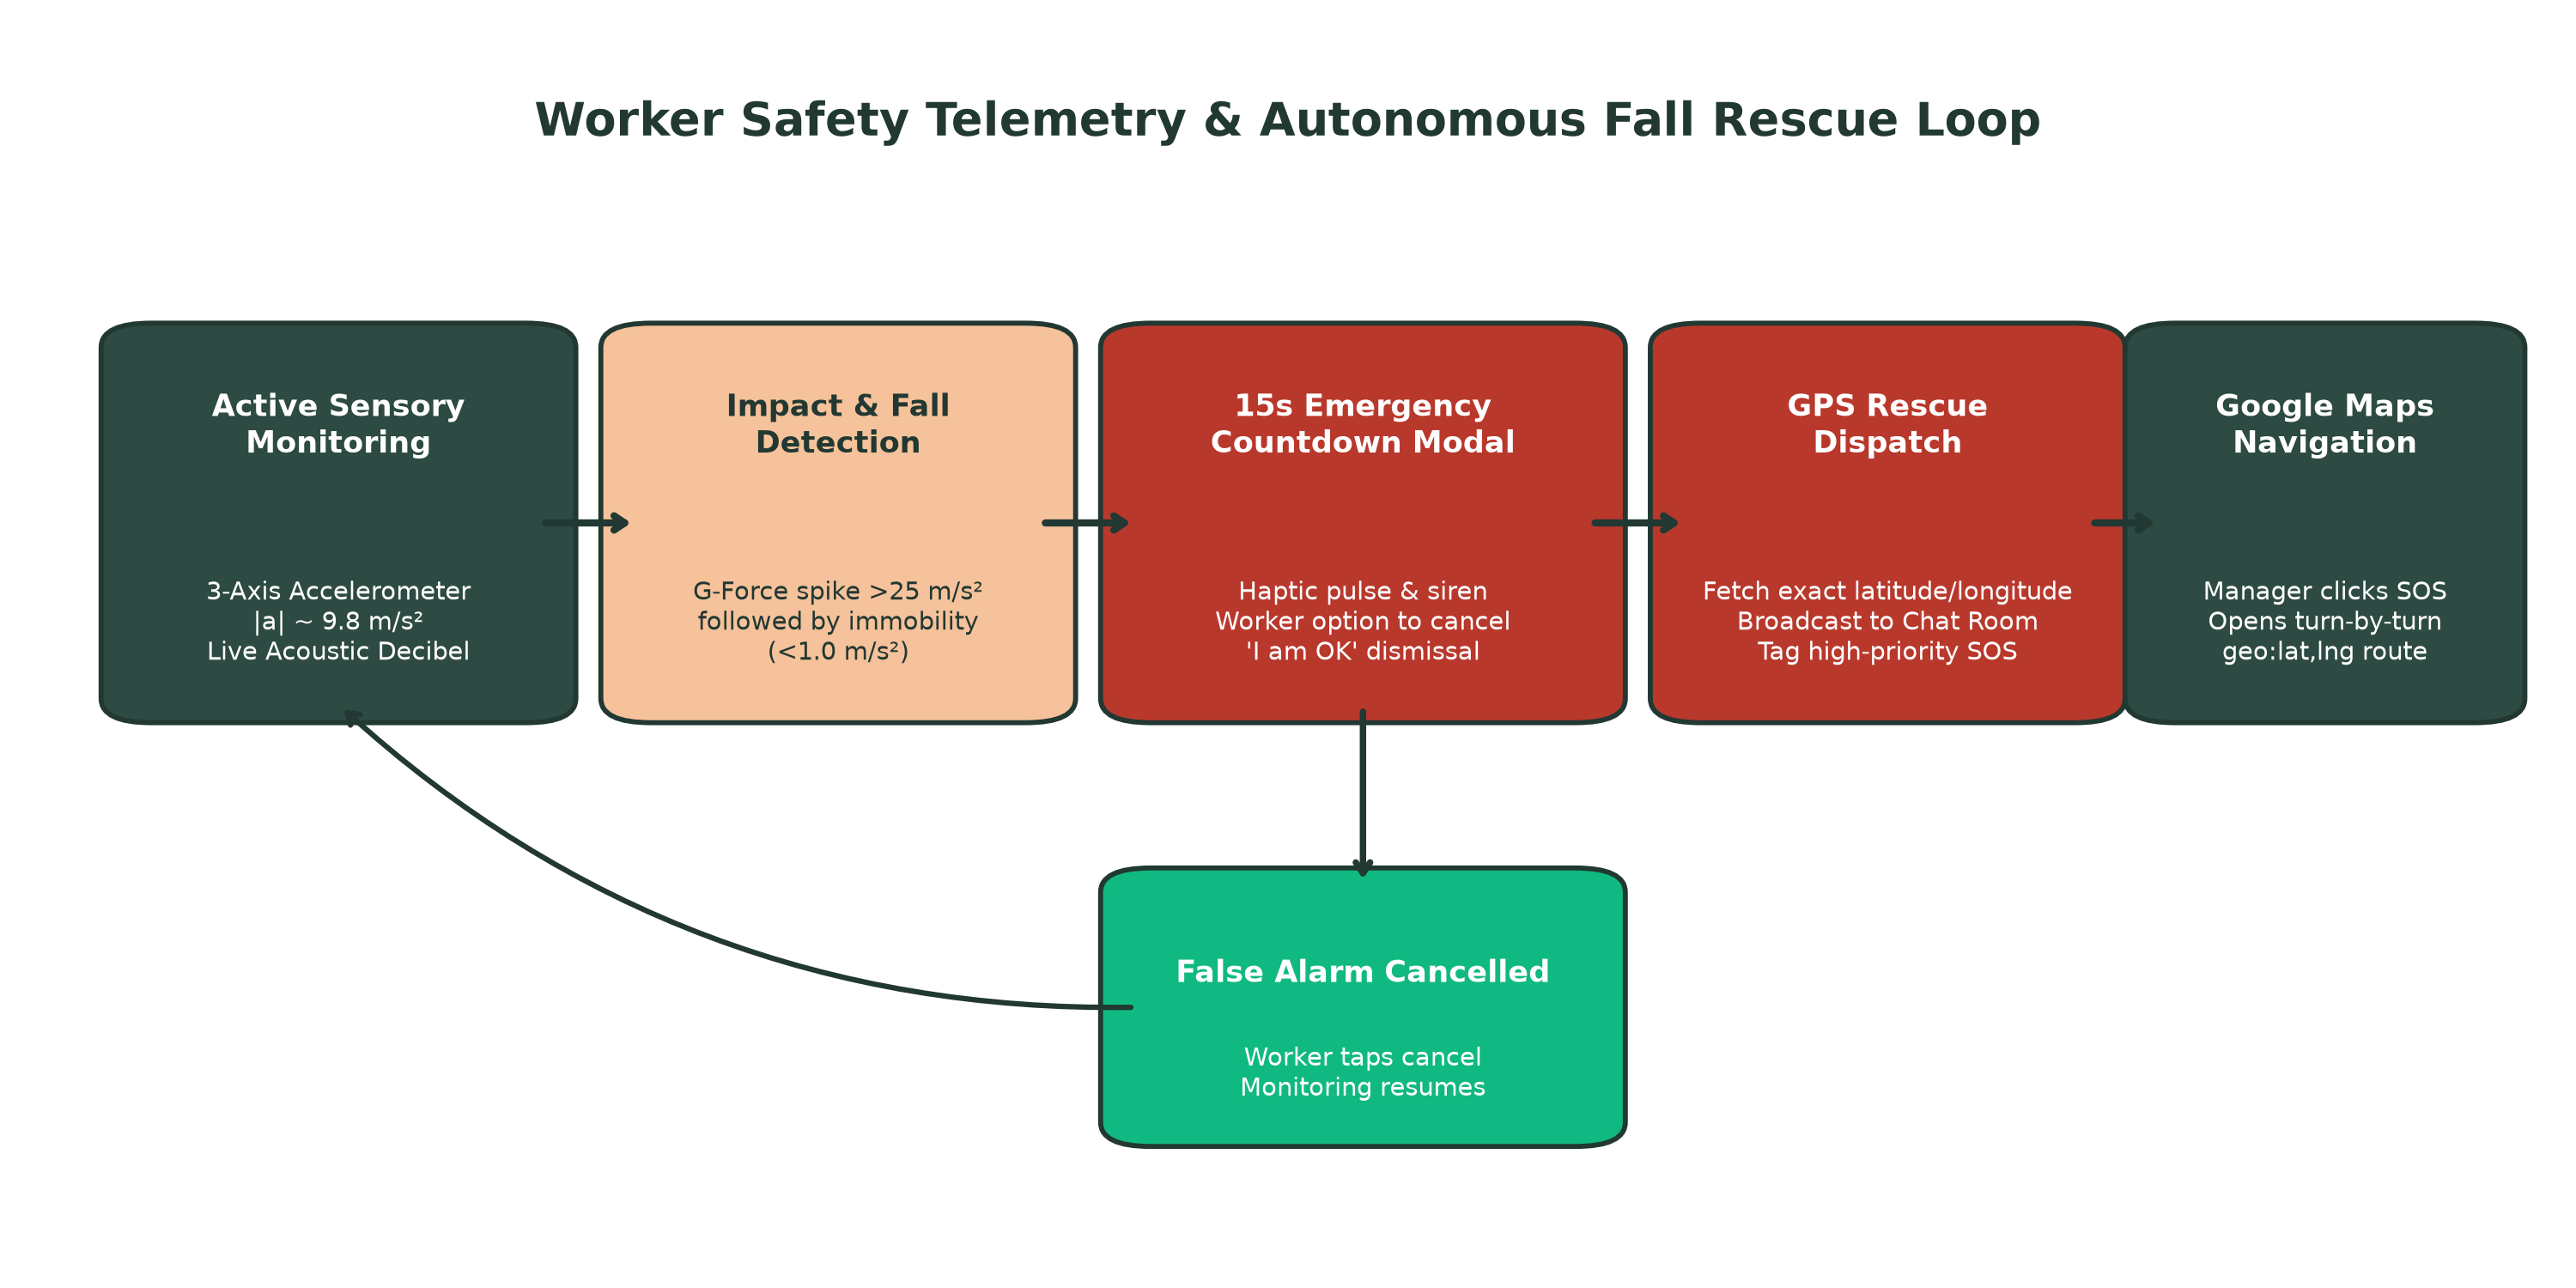 Worker Safety Telemetry & Autonomous Fall Rescue Loop
Active Sensory
Monitoring
3-Axis Accelerometer
|a| ~ 9.8 m/s²
Live Acoustic Decibel
Impact & Fall
Detection
G-Force spike >25 m/s²
followed by immobility
(<1.0 m/s²)
15s Emergency
Countdown Modal
Haptic pulse & siren
Worker option to cancel
'I am OK' dismissal
GPS Rescue
Dispatch
Fetch exact latitude/longitude
Broadcast to Chat Room
Tag high-priority SOS
Google Maps
Navigation
Manager clicks SOS
Opens turn-by-turn
geo:lat,lng route
False Alarm Cancelled
Worker taps cancel
Monitoring resumes